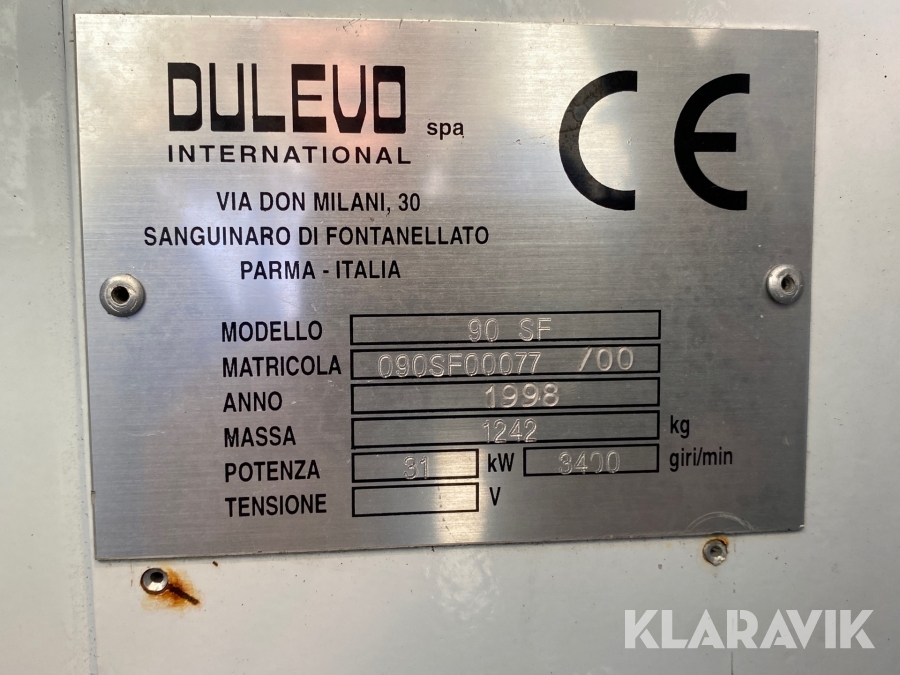 DULEVO spa
INTERNATIONAL
CE
VIA DON MILANI, 30
SANGUINARO DI FONTANELLATO
PARMA - ITALIA
MODELLO 90 SF
MATRICOLA 090SF00077 /00
ANNO 1998
MASSA 1242 kg
POTENZA 31 kW 3400 giri/min
TENSIONE V
KLARAVIK